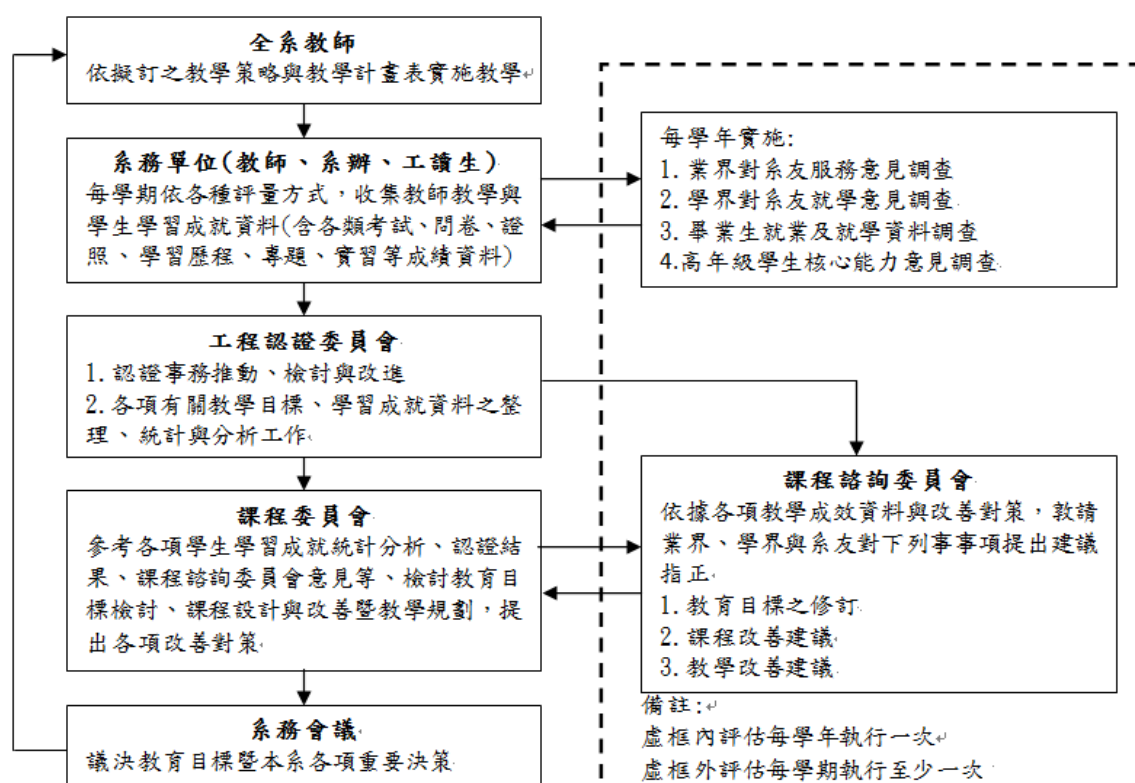 全系教師
依擬訂之教學策略與教學計畫表實施教學
系務單位(教師、系辦、工讀生)
每學期依各種評量方式，收集教師教學與
學生學習成就資料(含各類考試、問卷、證
照、學習歷程、專題、實習等成績資料)
工程認證委員會
1.認證事務推動、檢討與改進
2.各項有關教學目標、學習成就資料之整
理、統計與分析工作
課程委員會
參考各項學生學習成就統計分析、認證結
果、課程諮詢委員會意見等、檢討教育目
標檢討、課程設計與改善暨教學規劃，提
出各項改善對策
系務會議
議決教育目標暨本系各項重要決策
每學年實施:
1.業界對系友服務意見調查
2.學界對系友就學意見調查
3.畢業生就業及就學資料調查
4.高年級學生核心能力意見調查
課程諮詢委員會
依據各項教學成效資料與改善對策，敦請
業界、學界與系友對下列事事項提出建議
指正
1.教育目標之修訂
2.課程改善建議
3.教學改善建議
備註:
虛框內評估每學年執行一次
虛框外評估每學期執行至少一次